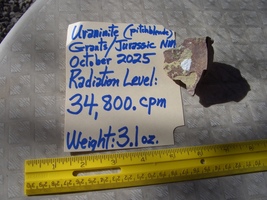 Uraninite (pitchblende)
Grants/Jurassic NM
October 2025
Radiation Level:
34,800. cpm
Weight: 3.1 oz.